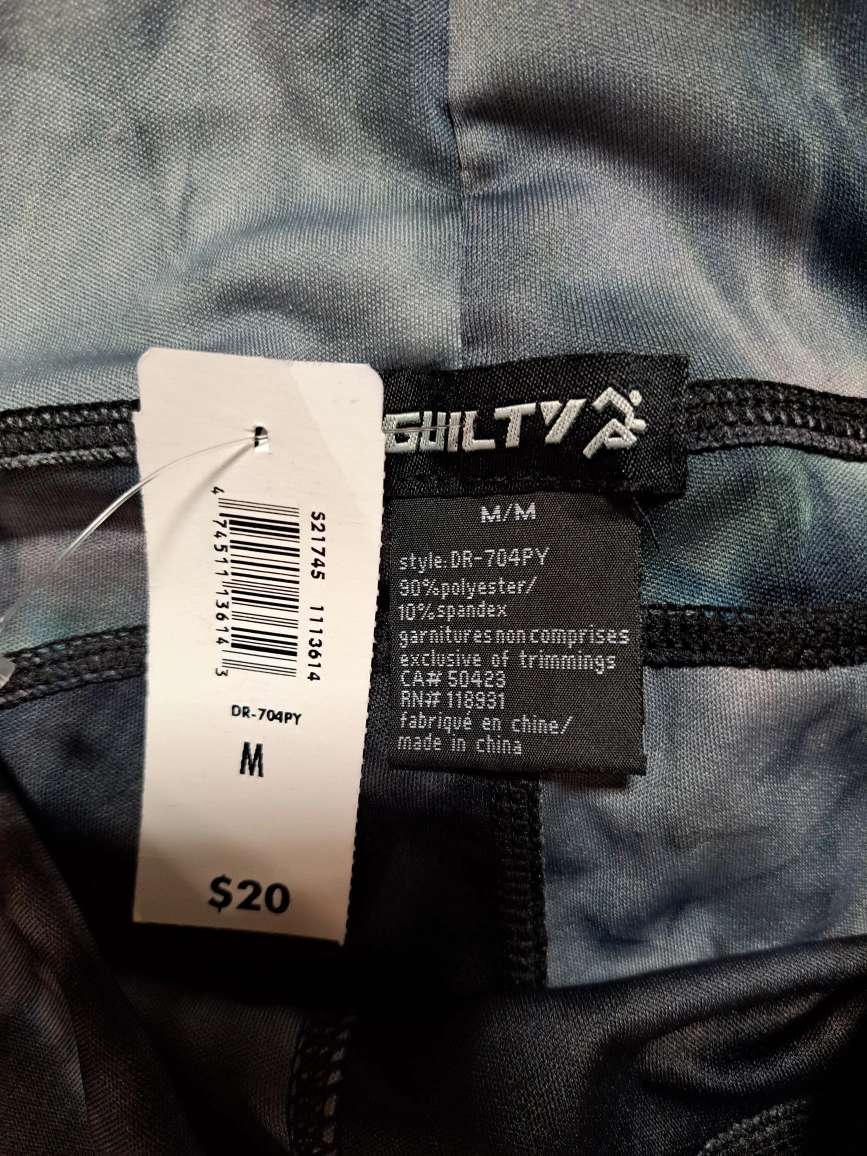 GUILTY
M/M
style:DR-704PY
90%polyester/
10%spandex
garnitures non comprises
exclusive of trimmings
CA# 50423
RN# 118931
fabriqué en chine/
made in china
S21745 1113614
4 74511 13614 3
DR-704PY
M
$20